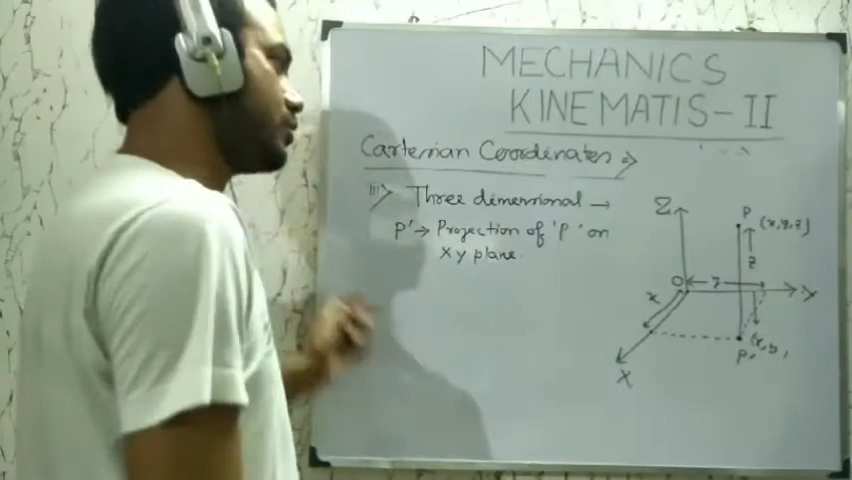 MECHANICS
KINEMATIS-II
Cartesian Coordinates ⇒
iii> Three dimensional →
P' → Projection of 'P' on
xy plane.
Z
P
(x,y,z)
z
O
y
Y
x
(x,y,
P'
X